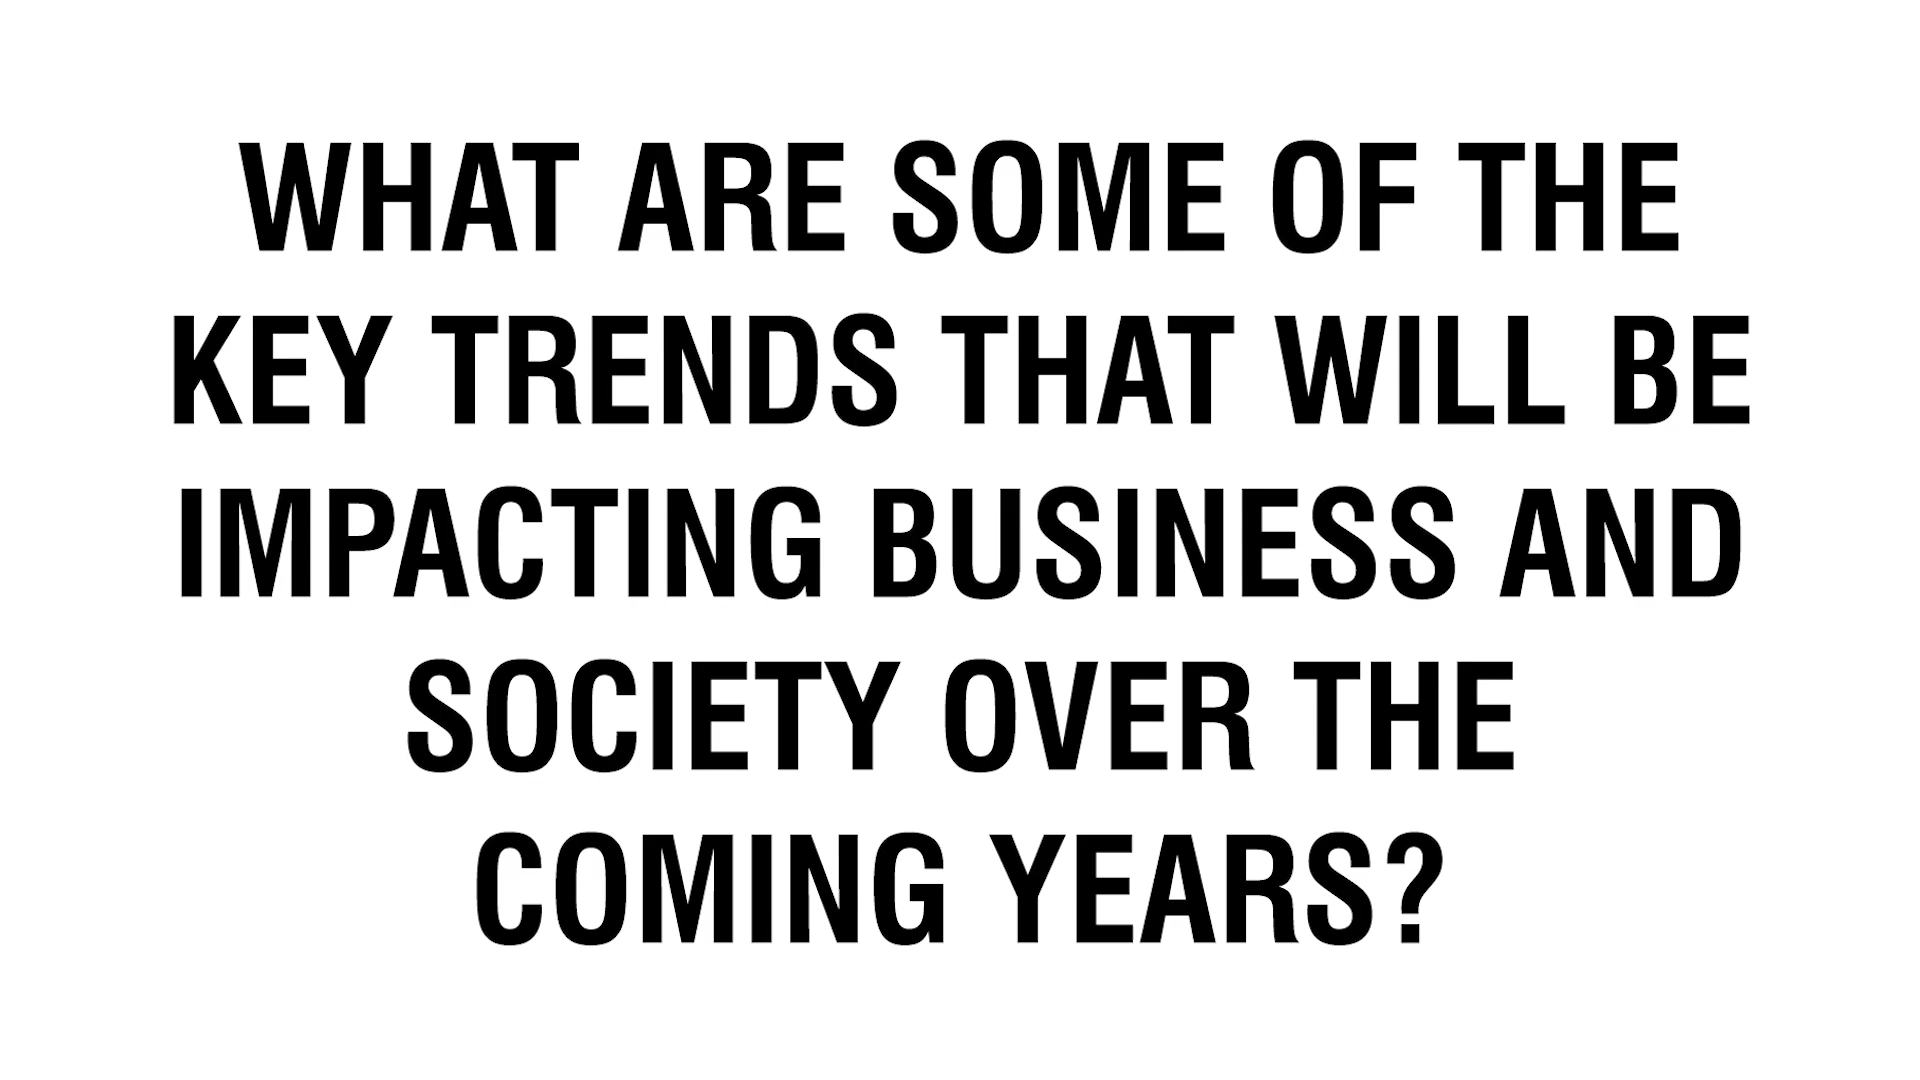 WHAT ARE SOME OF THE
KEY TRENDS THAT WILL BE
IMPACTING BUSINESS AND
SOCIETY OVER THE
COMING YEARS?